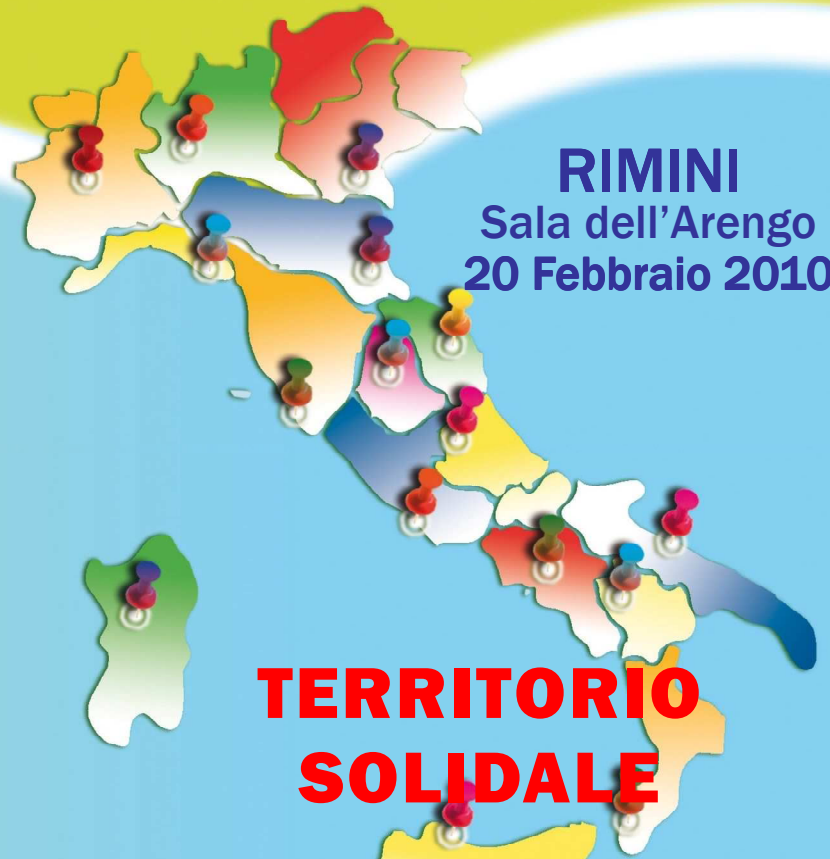 RIMINI
Sala dell'Arengo
20 Febbraio 2010
TERRITORIO
SOLIDALE